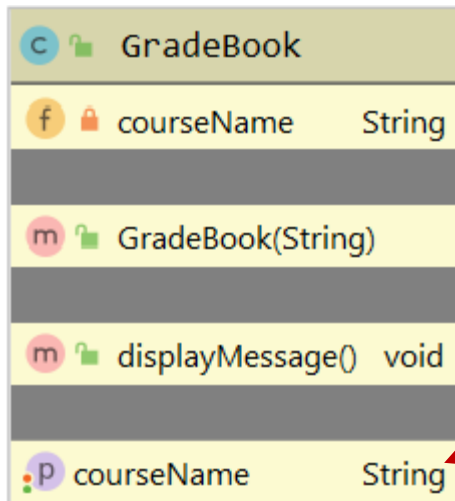 C GradeBook
f courseName String
m GradeBook(String)
m displayMessage() void
p courseName String